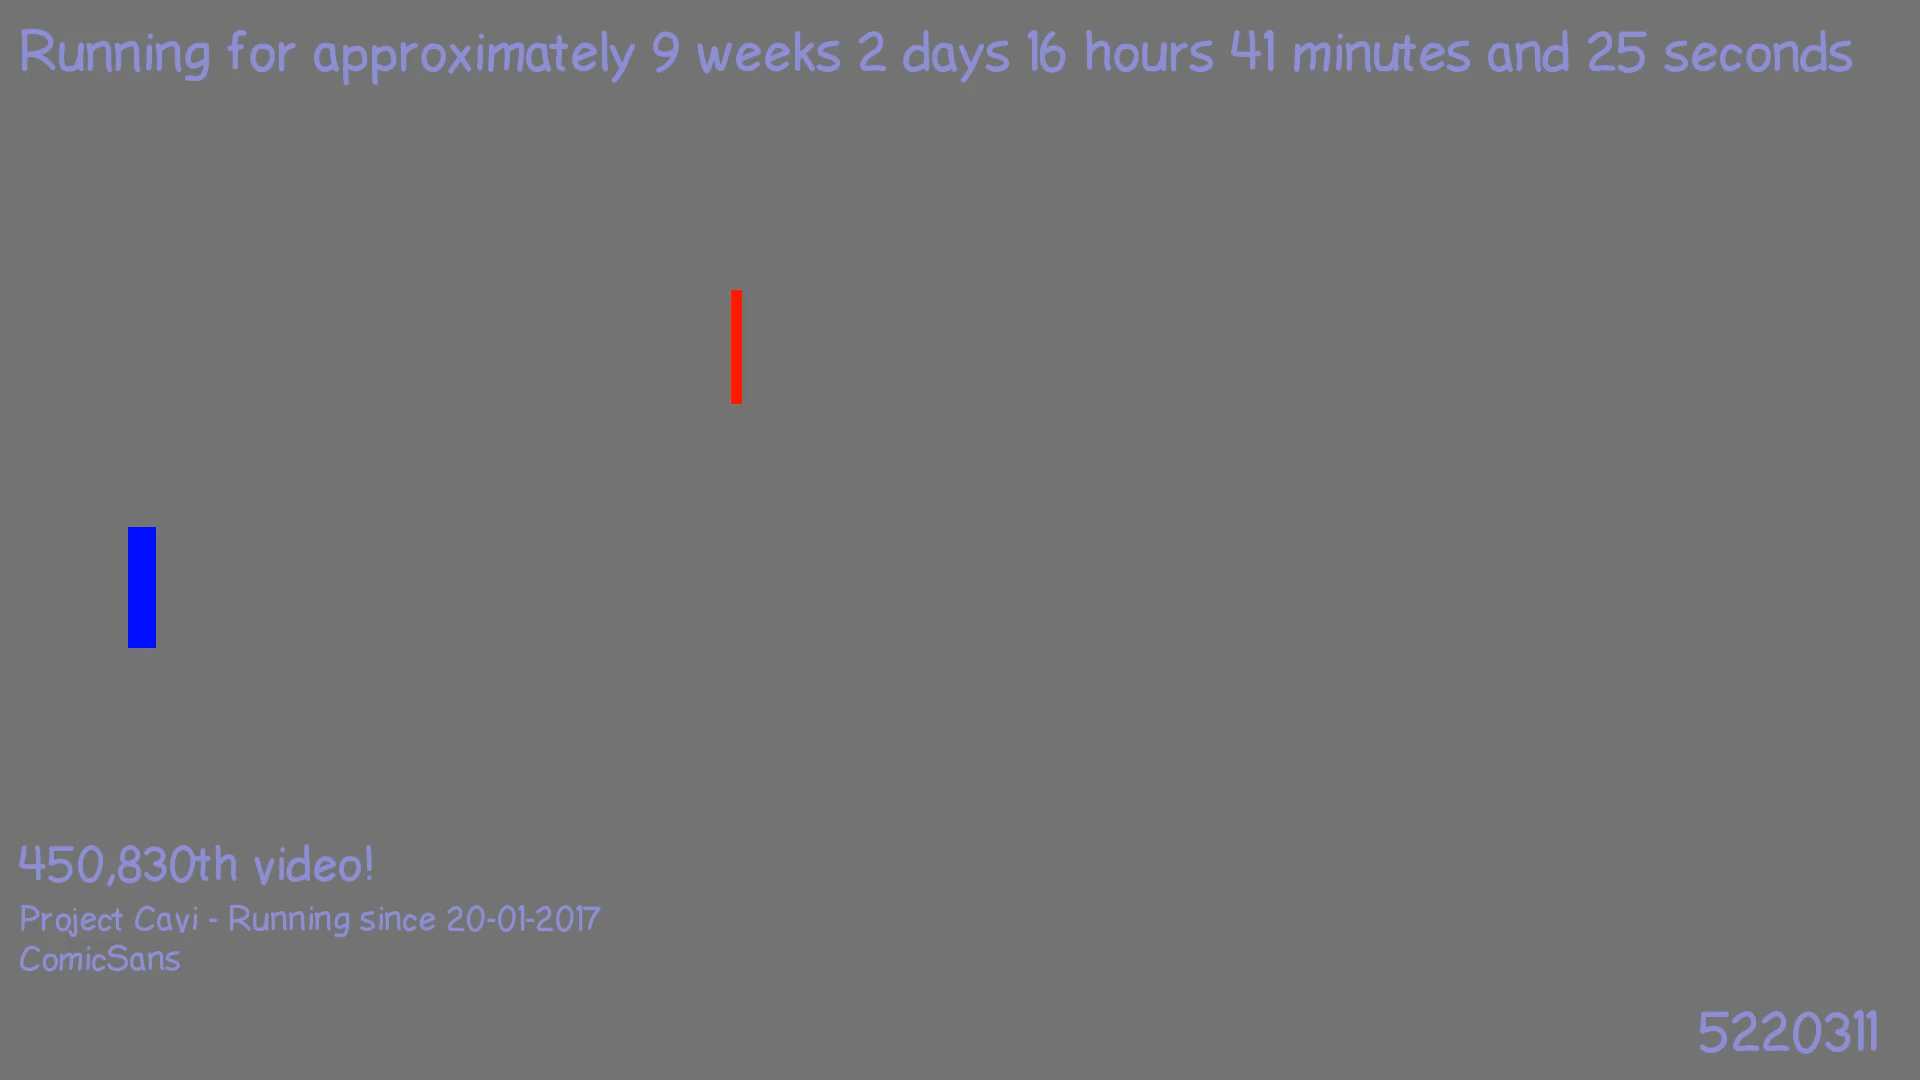 Running for approximately 9 weeks 2 days 16 hours 41 minutes and 25 seconds
450,830th video!
Project Cavi - Running since 20-01-2017
ComicSans
5220311